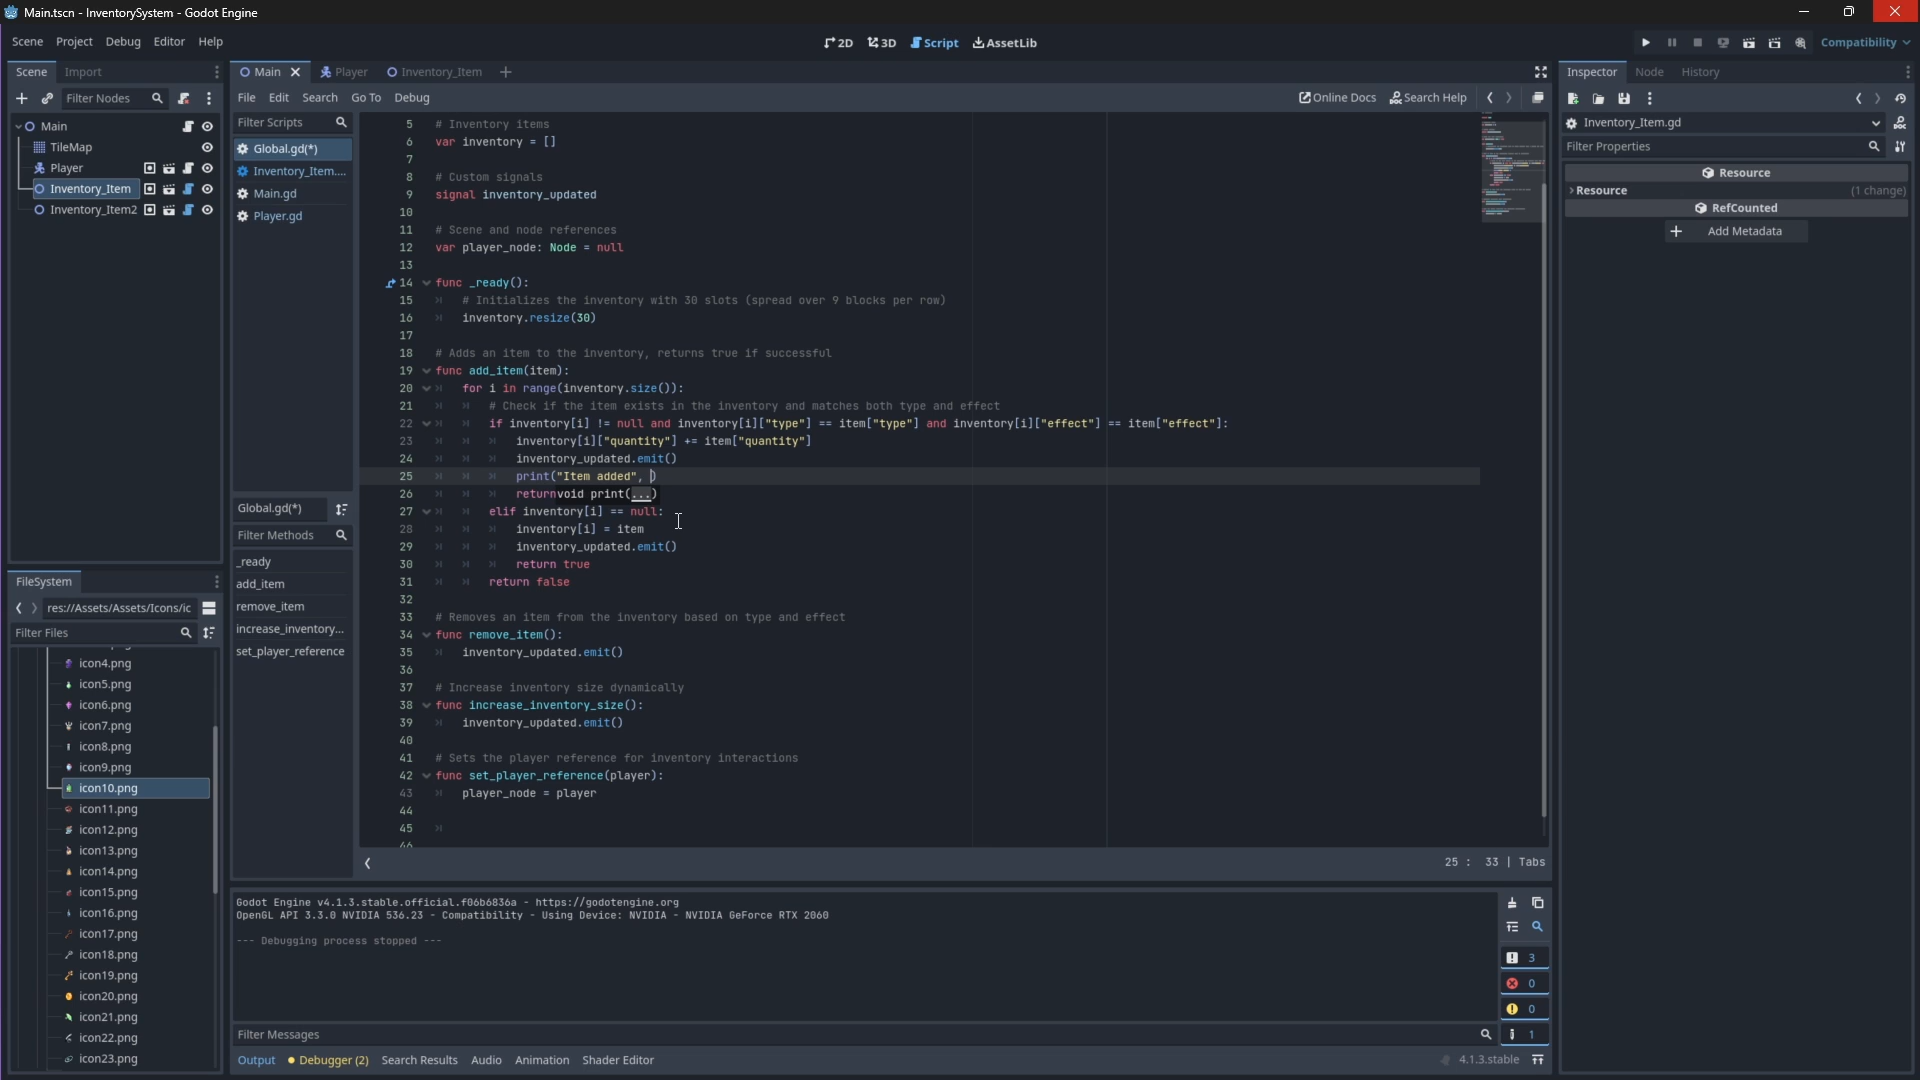 Main.tscn - InventorySystem - Godot Engine
Scene Project Debug Editor Help
2D 3D Script AssetLib
Compatibility
Scene Import
Filter Nodes
Main
TileMap
Player
Inventory_Item
Inventory_Item2
FileSystem
res://Assets/Assets/Icons/ic
Filter Files
icon4.png
icon5.png
icon6.png
icon7.png
icon8.png
icon9.png
icon10.png
icon11.png
icon12.png
icon13.png
icon14.png
icon15.png
icon16.png
icon17.png
icon18.png
icon19.png
icon20.png
icon21.png
icon22.png
icon23.png
Main Player Inventory_Item
File Edit Search Go To Debug
Online Docs Search Help
Filter Scripts
Global.gd(*)
Inventory_Item....
Main.gd
Player.gd
Global.gd(*)
Filter Methods
_ready
add_item
remove_item
increase_inventory...
set_player_reference
5 # Inventory items
6 var inventory = []
7
8 # Custom signals
9 signal inventory_updated
10
11 # Scene and node references
12 var player_node: Node = null
13
14 func _ready():
15 # Initializes the inventory with 30 slots (spread over 9 blocks per row)
16 inventory.resize(30)
17
18 # Adds an item to the inventory, returns true if successful
19 func add_item(item):
20 for i in range(inventory.size()):
21 # Check if the item exists in the inventory and matches both type and effect
22 if inventory[i] != null and inventory[i]["type"] == item["type"] and inventory[i]["effect"] == item["effect"]:
23 inventory[i]["quantity"] += item["quantity"]
24 inventory_updated.emit()
25 print("Item added", )
26 return void print(...)
27 elif inventory[i] == null:
28 inventory[i] = item
29 inventory_updated.emit()
30 return true
31 return false
32
33 # Removes an item from the inventory based on type and effect
34 func remove_item():
35 inventory_updated.emit()
36
37 # Increase inventory size dynamically
38 func increase_inventory_size():
39 inventory_updated.emit()
40
41 # Sets the player reference for inventory interactions
42 func set_player_reference(player):
43 player_node = player
44
45
46
25 : 33 | Tabs
Godot Engine v4.1.3.stable.official.f06b6836a - https://godotengine.org
OpenGL API 3.3.0 NVIDIA 536.23 - Compatibility - Using Device: NVIDIA - NVIDIA GeForce RTX 2060
--- Debugging process stopped ---
3
0
0
1
Filter Messages
Output Debugger (2) Search Results Audio Animation Shader Editor
4.1.3.stable
Inspector Node History
Inventory_Item.gd
Filter Properties
Resource
Resource (1 change)
RefCounted
Add Metadata